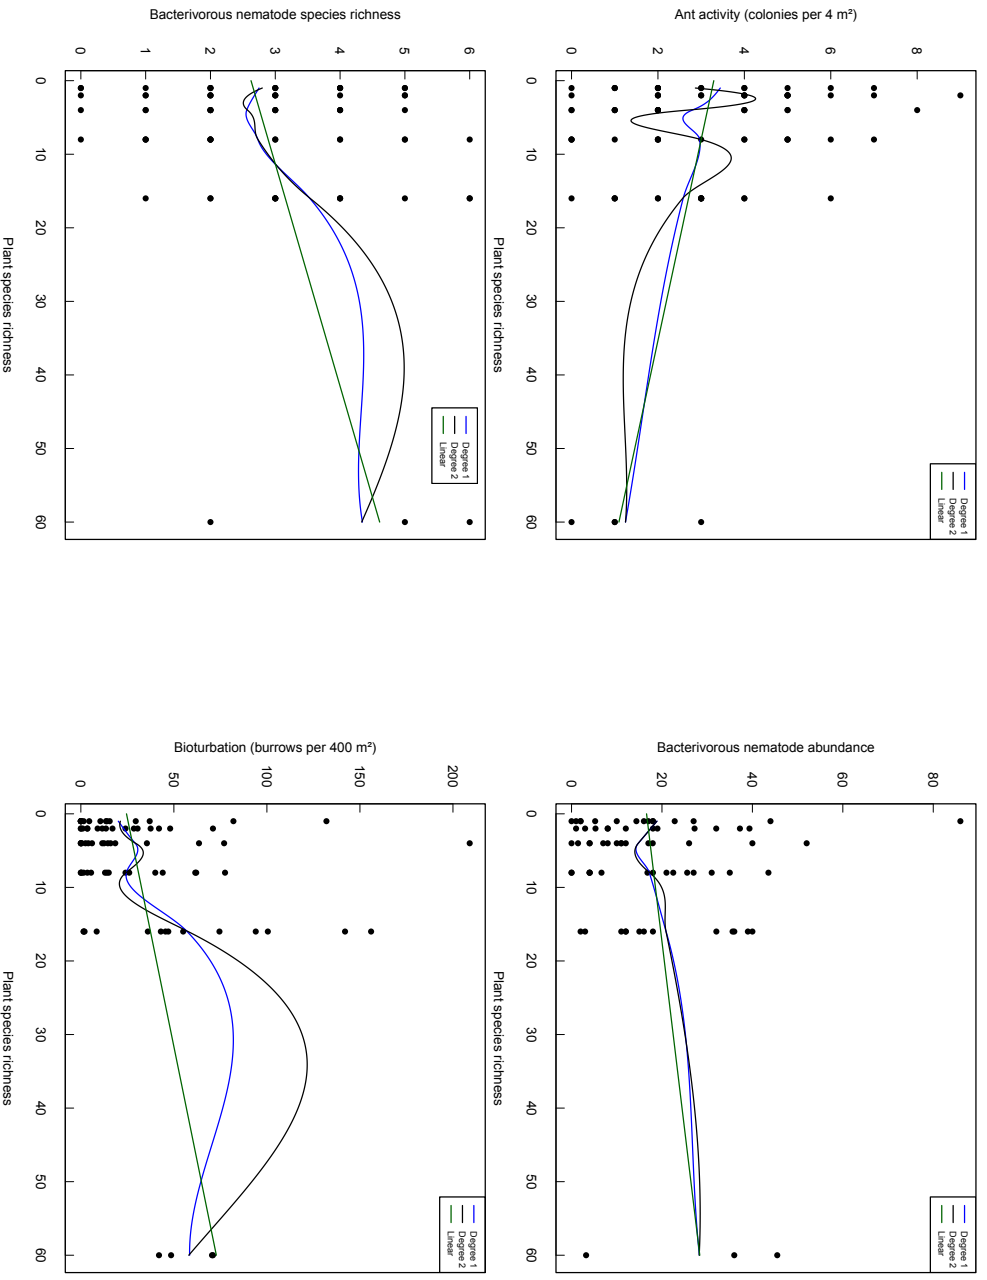 Ant activity (colonies per 4 m²)
8
6
4
2
0
0 10 20 30 40 50 60
Plant species richness
Degree 1
Degree 2
Linear
Bacterivorous nematode abundance
80
60
40
20
0
0 10 20 30 40 50 60
Plant species richness
Degree 1
Degree 2
Linear
Bacterivorous nematode species richness
6
5
4
3
2
1
0
0 10 20 30 40 50 60
Plant species richness
Degree 1
Degree 2
Linear
Bioturbation (burrows per 400 m²)
200
150
100
50
0
0 10 20 30 40 50 60
Plant species richness
Degree 1
Degree 2
Linear